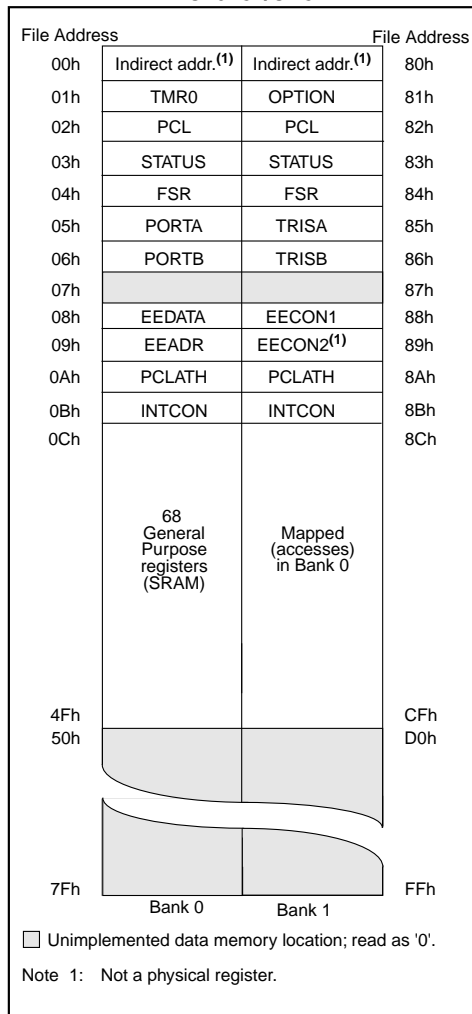 File Address File Address
00h Indirect addr.(1) Indirect addr.(1) 80h
01h TMR0 OPTION 81h
02h PCL PCL 82h
03h STATUS STATUS 83h
04h FSR FSR 84h
05h PORTA TRISA 85h
06h PORTB TRISB 86h
07h 87h
08h EEDATA EECON1 88h
09h EEADR EECON2(1) 89h
0Ah PCLATH PCLATH 8Ah
0Bh INTCON INTCON 8Bh
0Ch 8Ch
68
General
Purpose
registers
(SRAM)
Mapped
(accesses)
in Bank 0
4Fh CFh
50h D0h
7Fh FFh
Bank 0 Bank 1
Unimplemented data memory location; read as '0'.
Note 1: Not a physical register.